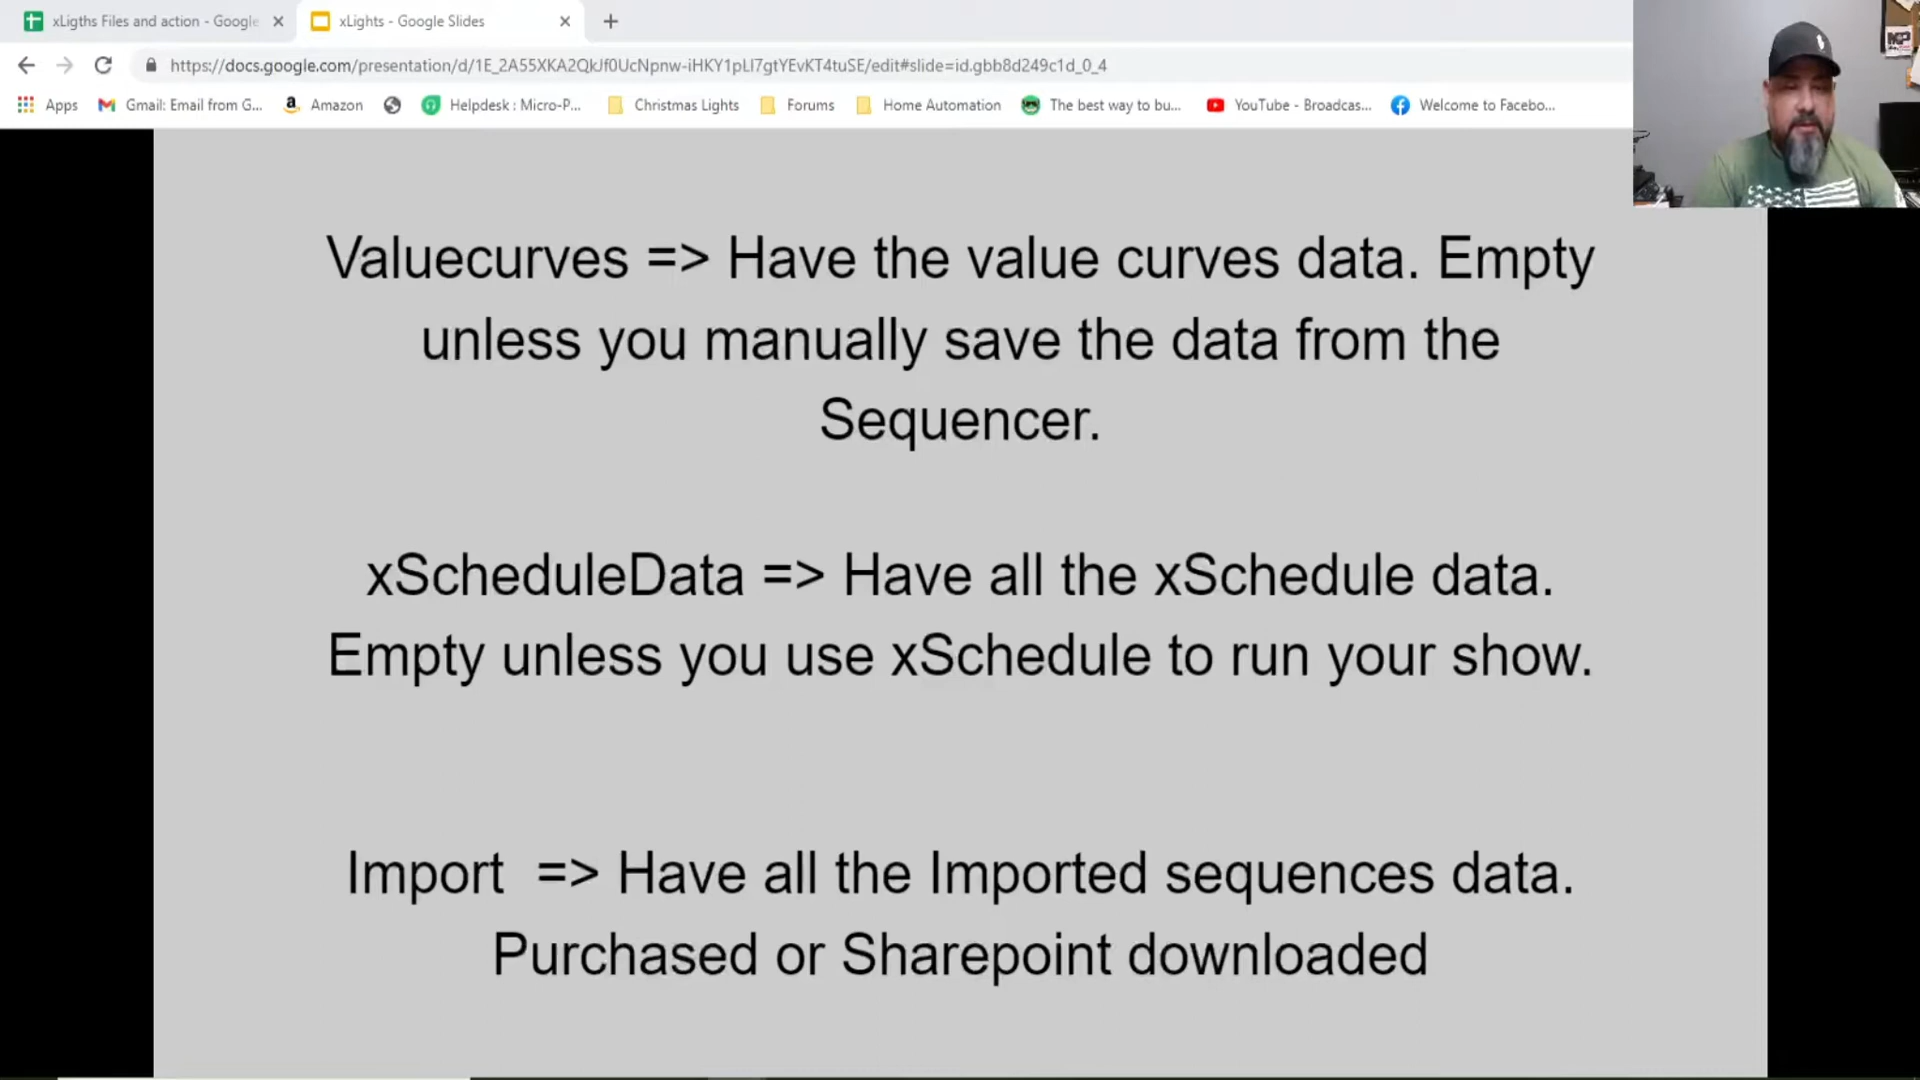 xLigths Files and action - Google
xLights - Google Slides
https://docs.google.com/presentation/d/1E_2A55XKA2QkJf0UcNpnw-iHKY1pLI7gtYEvKT4tuSE/edit#slide=id.gbb8d249c1d_0_4
Apps
Gmail: Email from G...
Amazon
Helpdesk : Micro-P...
Christmas Lights
Forums
Home Automation
The best way to bu...
YouTube - Broadcas...
Welcome to Facebo...
Valuecurves => Have the value curves data. Empty
unless you manually save the data from the
Sequencer.
xScheduleData => Have all the xSchedule data.
Empty unless you use xSchedule to run your show.
Import => Have all the Imported sequences data.
Purchased or Sharepoint downloaded